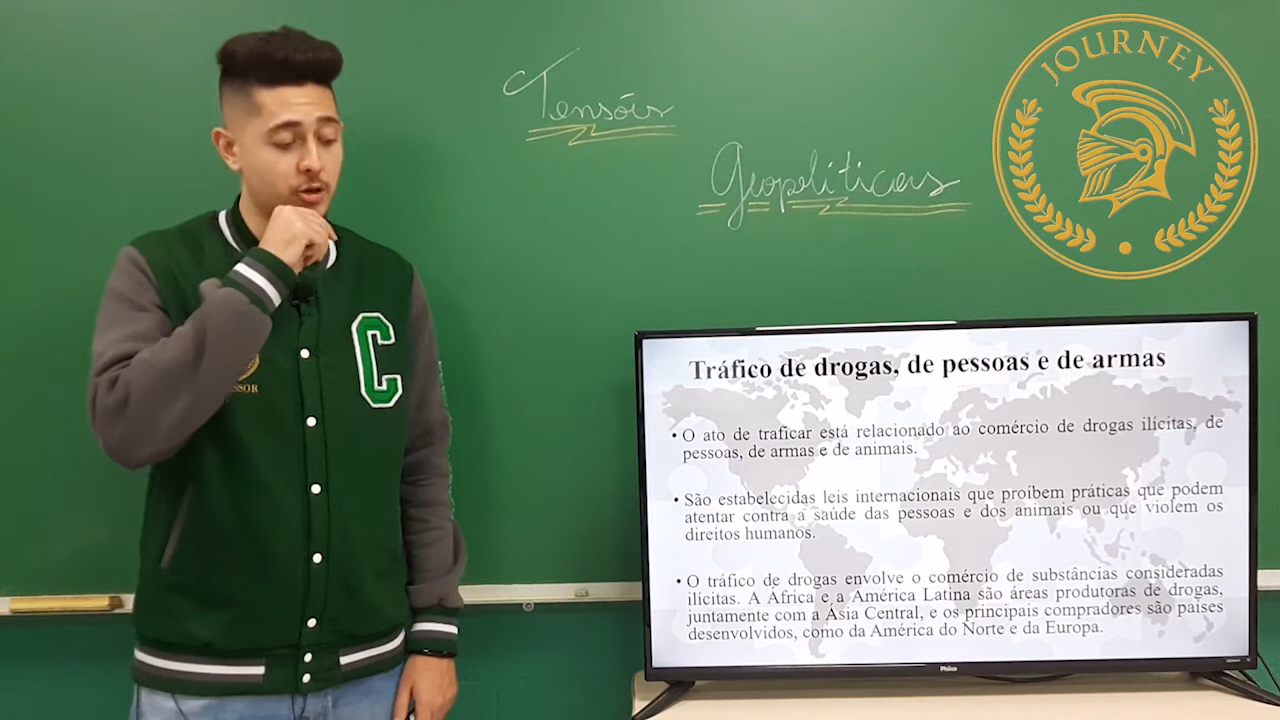 Tensões
Geopolíticas
JOURNEY
C
SSOR
Tráfico de drogas, de pessoas e de armas
• O ato de traficar está relacionado ao comércio de drogas ilícitas, de
pessoas, de armas e de animais.
• São estabelecidas leis internacionais que proíbem práticas que podem
atentar contra a saúde das pessoas e dos animais ou que violem os
direitos humanos.
• O tráfico de drogas envolve o comércio de substâncias consideradas
ilícitas. A África e a América Latina são áreas produtoras de drogas,
juntamente com a Ásia Central, e os principais compradores são países
desenvolvidos, como da América do Norte e da Europa.
Philco